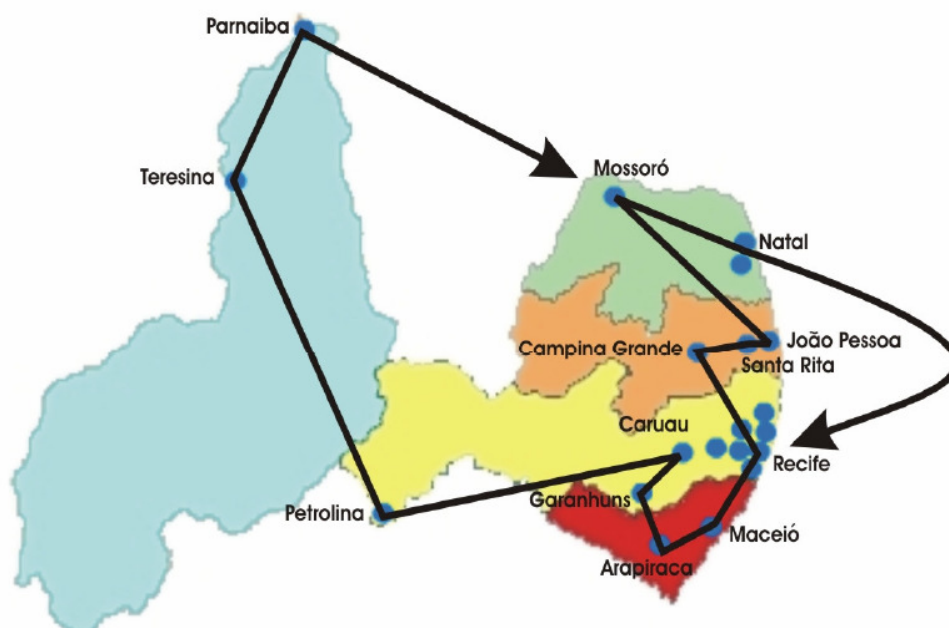 Parnaiba
Teresina
Mossoró
Natal
João Pessoa
Campina Grande
Santa Rita
Caruau
Recife
Garanhuns
Petrolina
Maceió
Arapiraca